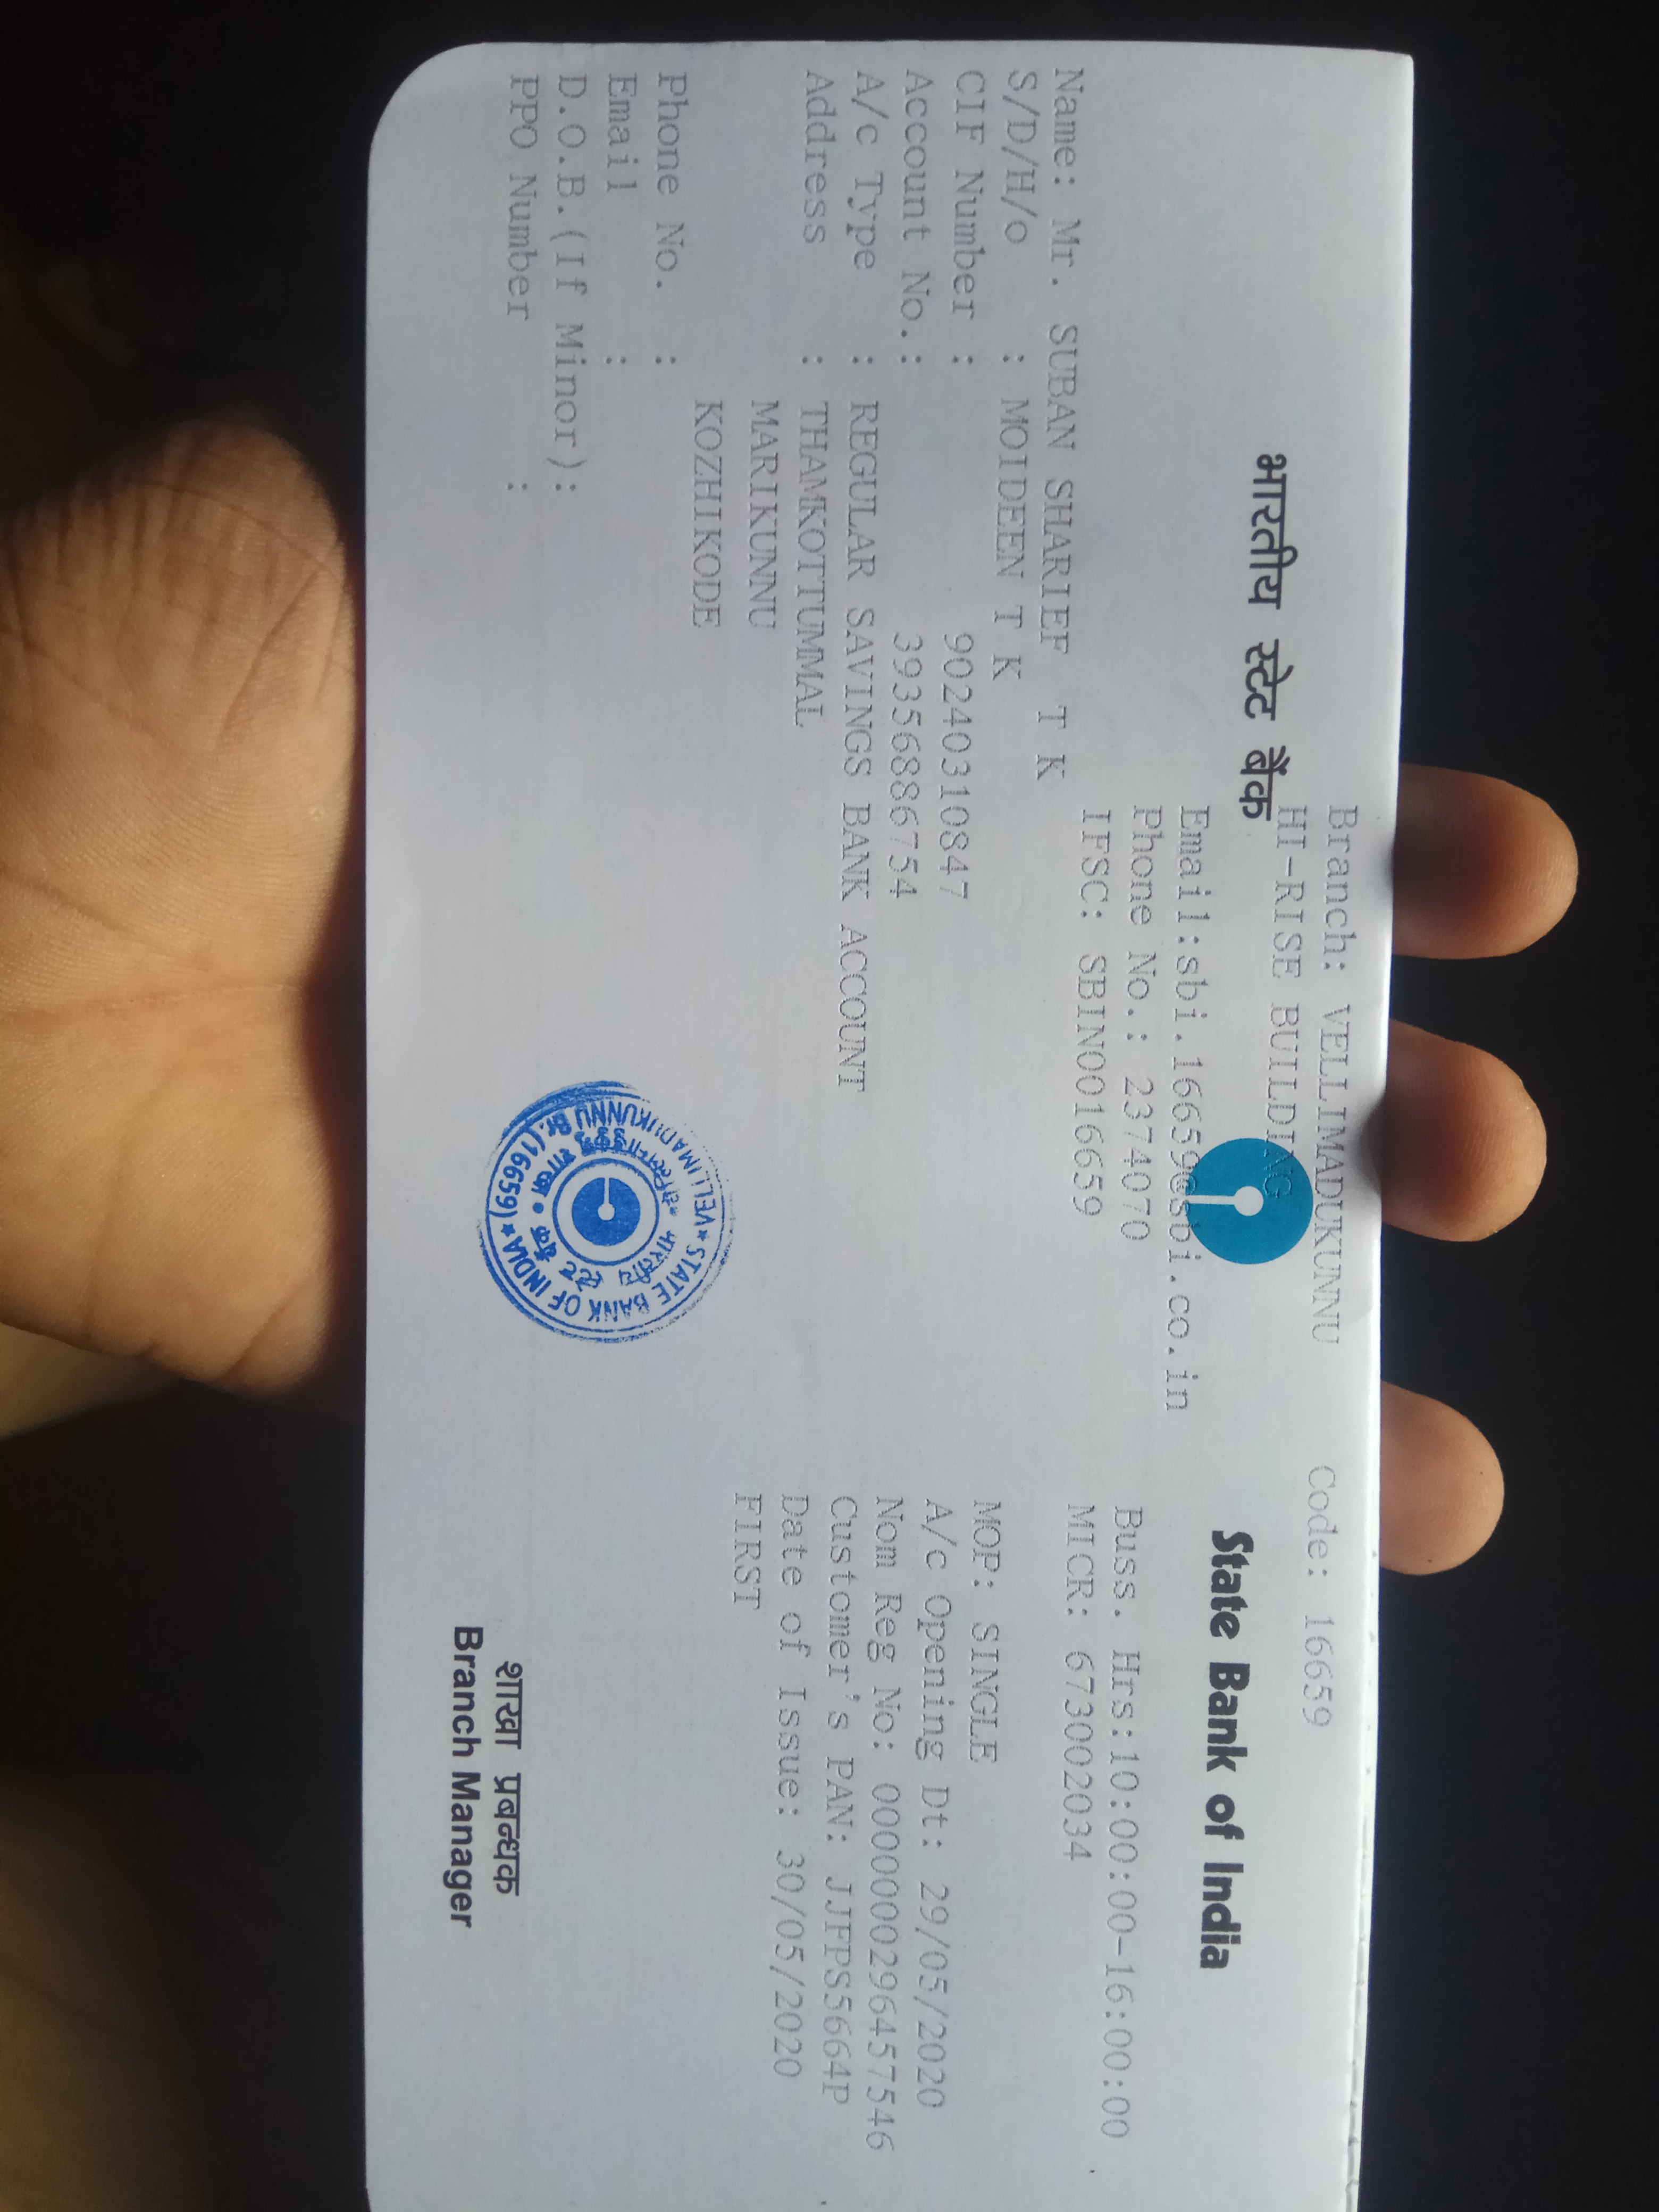 Branch: VELLIMADUKUNNU Code: 16659
HI-RISE BUILDING
भारतीय स्टेट बैंक State Bank of India
Email:sbi.16659@sbi.co.in
Phone No.: 2374070 Buss. Hrs:10:00:00-16:00:00
IFSC: SBIN0016659 MICR: 673002034
Name: Mr. SUBAN SHARIEF T K
S/D/H/o : MOIDEEN T K MOP: SINGLE
CIF Number : 90240310847 A/c Opening Dt: 29/05/2020
Account No.: 39356886754 Nom Reg No: 0000000296457546
A/c Type : REGULAR SAVINGS BANK ACCOUNT Customer's PAN: JJFPS5664P
Address : THAMKOTTUMMAL Date of Issue: 30/05/2020
MARIKUNNU FIRST
KOZHIKODE
Phone No. :
Email :
D.O.B.(If Minor):
PPO Number :
★ STATE BANK OF INDIA ★ VELLIMADUKUNNU Br.(16659)
भारतीय स्टेट बैंक
शाखा
शाखा प्रबन्धक
Branch Manager